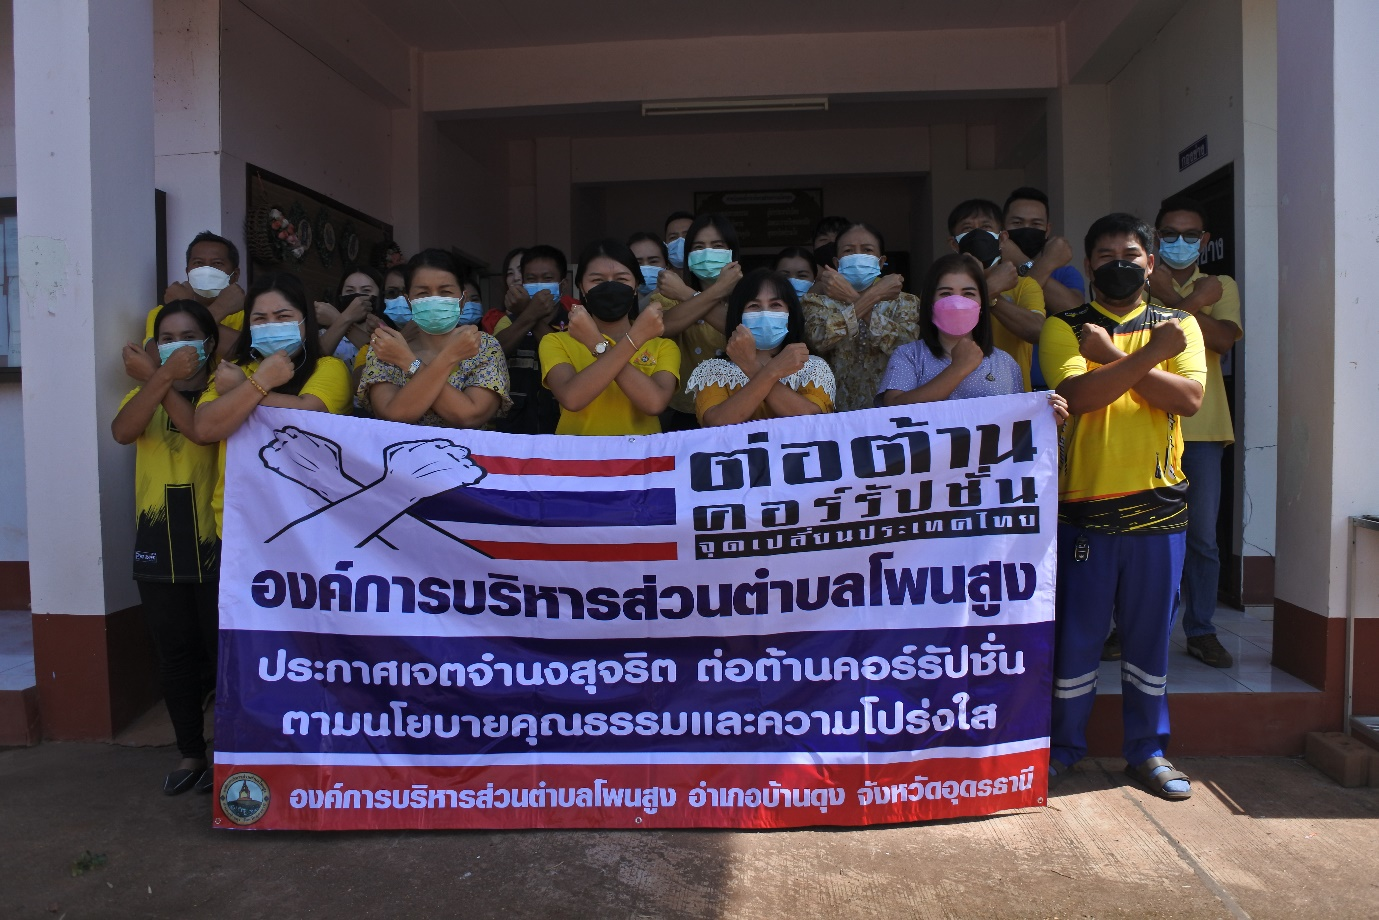 ต่อต้าน
คอร์รัปชั่น
จุดเปลี่ยนประเทศไทย
องค์การบริหารส่วนตำบลโพนสูง
ประกาศเจตจำนงสุจริต ต่อต้านคอร์รัปชั่น
ตามนโยบายคุณธรรมและความโปร่งใส
องค์การบริหารส่วนตำบลโพนสูง อำเภอบ้านดุง จังหวัดอุดรธานี